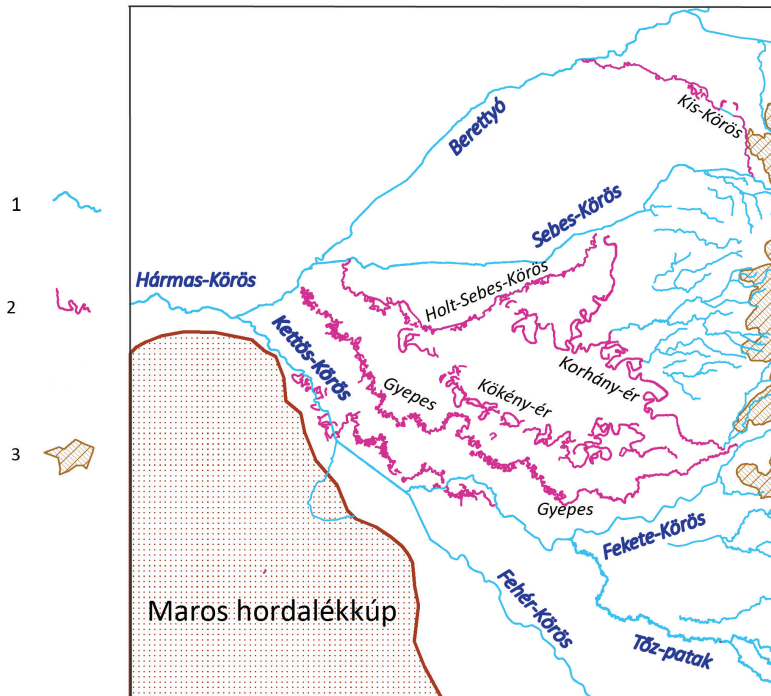 Kis-Körös
Berettyó
1
Sebes-Körös
Hármas-Körös
Holt-Sebes-Körös
2
Kettös-Körös
Korhány-ér
Gyepes
Kökény-ér
3
Gyepes
Fekete-Körös
Fehér-Körös
Maros hordalékkúp
Tőz-patak